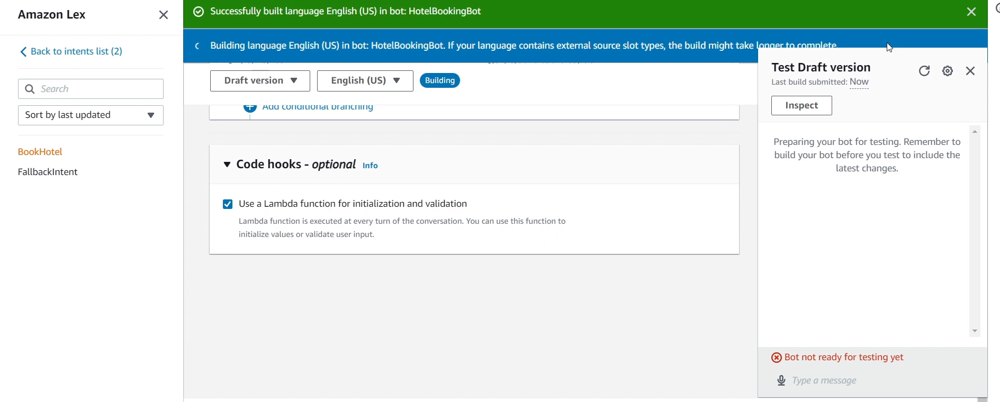 Amazon Lex
Back to intents list (2)
Search
Sort by last updated
BookHotel
FallbackIntent
Successfully built language English (US) in bot: HotelBookingBot
Building language English (US) in bot: HotelBookingBot. If your language contains external source slot types, the build might take longer to complete.
Draft version
English (US)
Building
Add conditional branching
Code hooks - optional Info
Use a Lambda function for initialization and validation
Lambda function is executed at every turn of the conversation. You can use this function to
initialize values or validate user input.
Test Draft version
Last build submitted: Now
Inspect
Preparing your bot for testing. Remember to
build your bot before you test to include the
latest changes.
Bot not ready for testing yet
Type a message